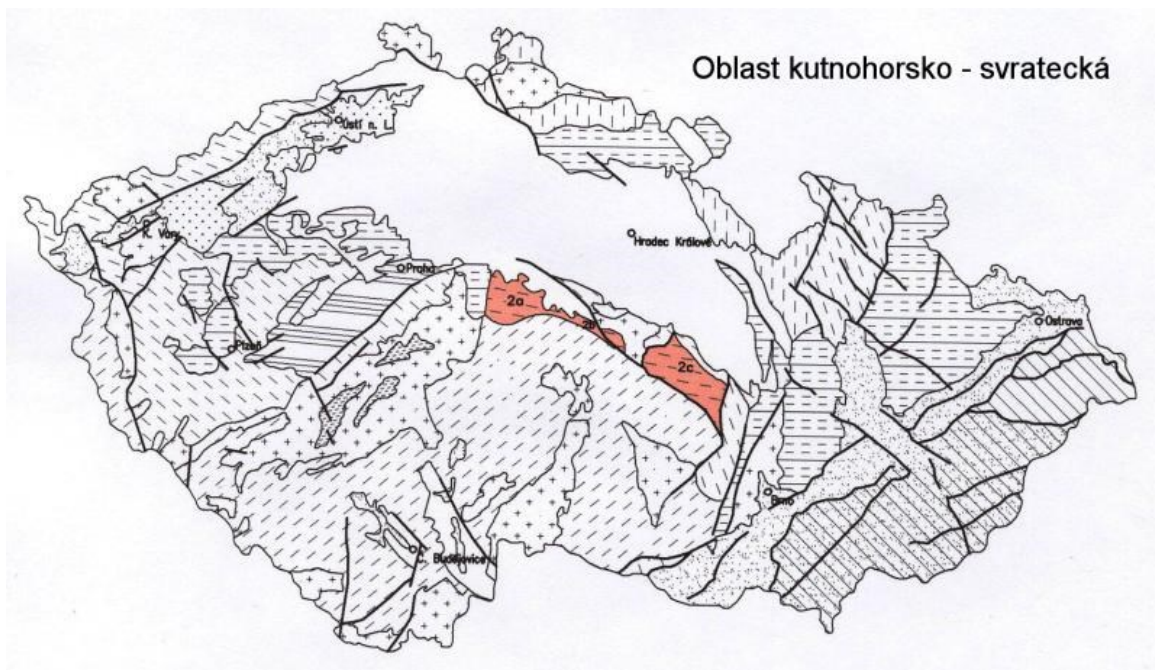 Oblast kutnohorsko - svratecká
Ústí n. L.
K. Vary
Hradec Králové
Praha
2a
2b
Ostrava
Plzeň
2c
Brno
Č. Budějovice